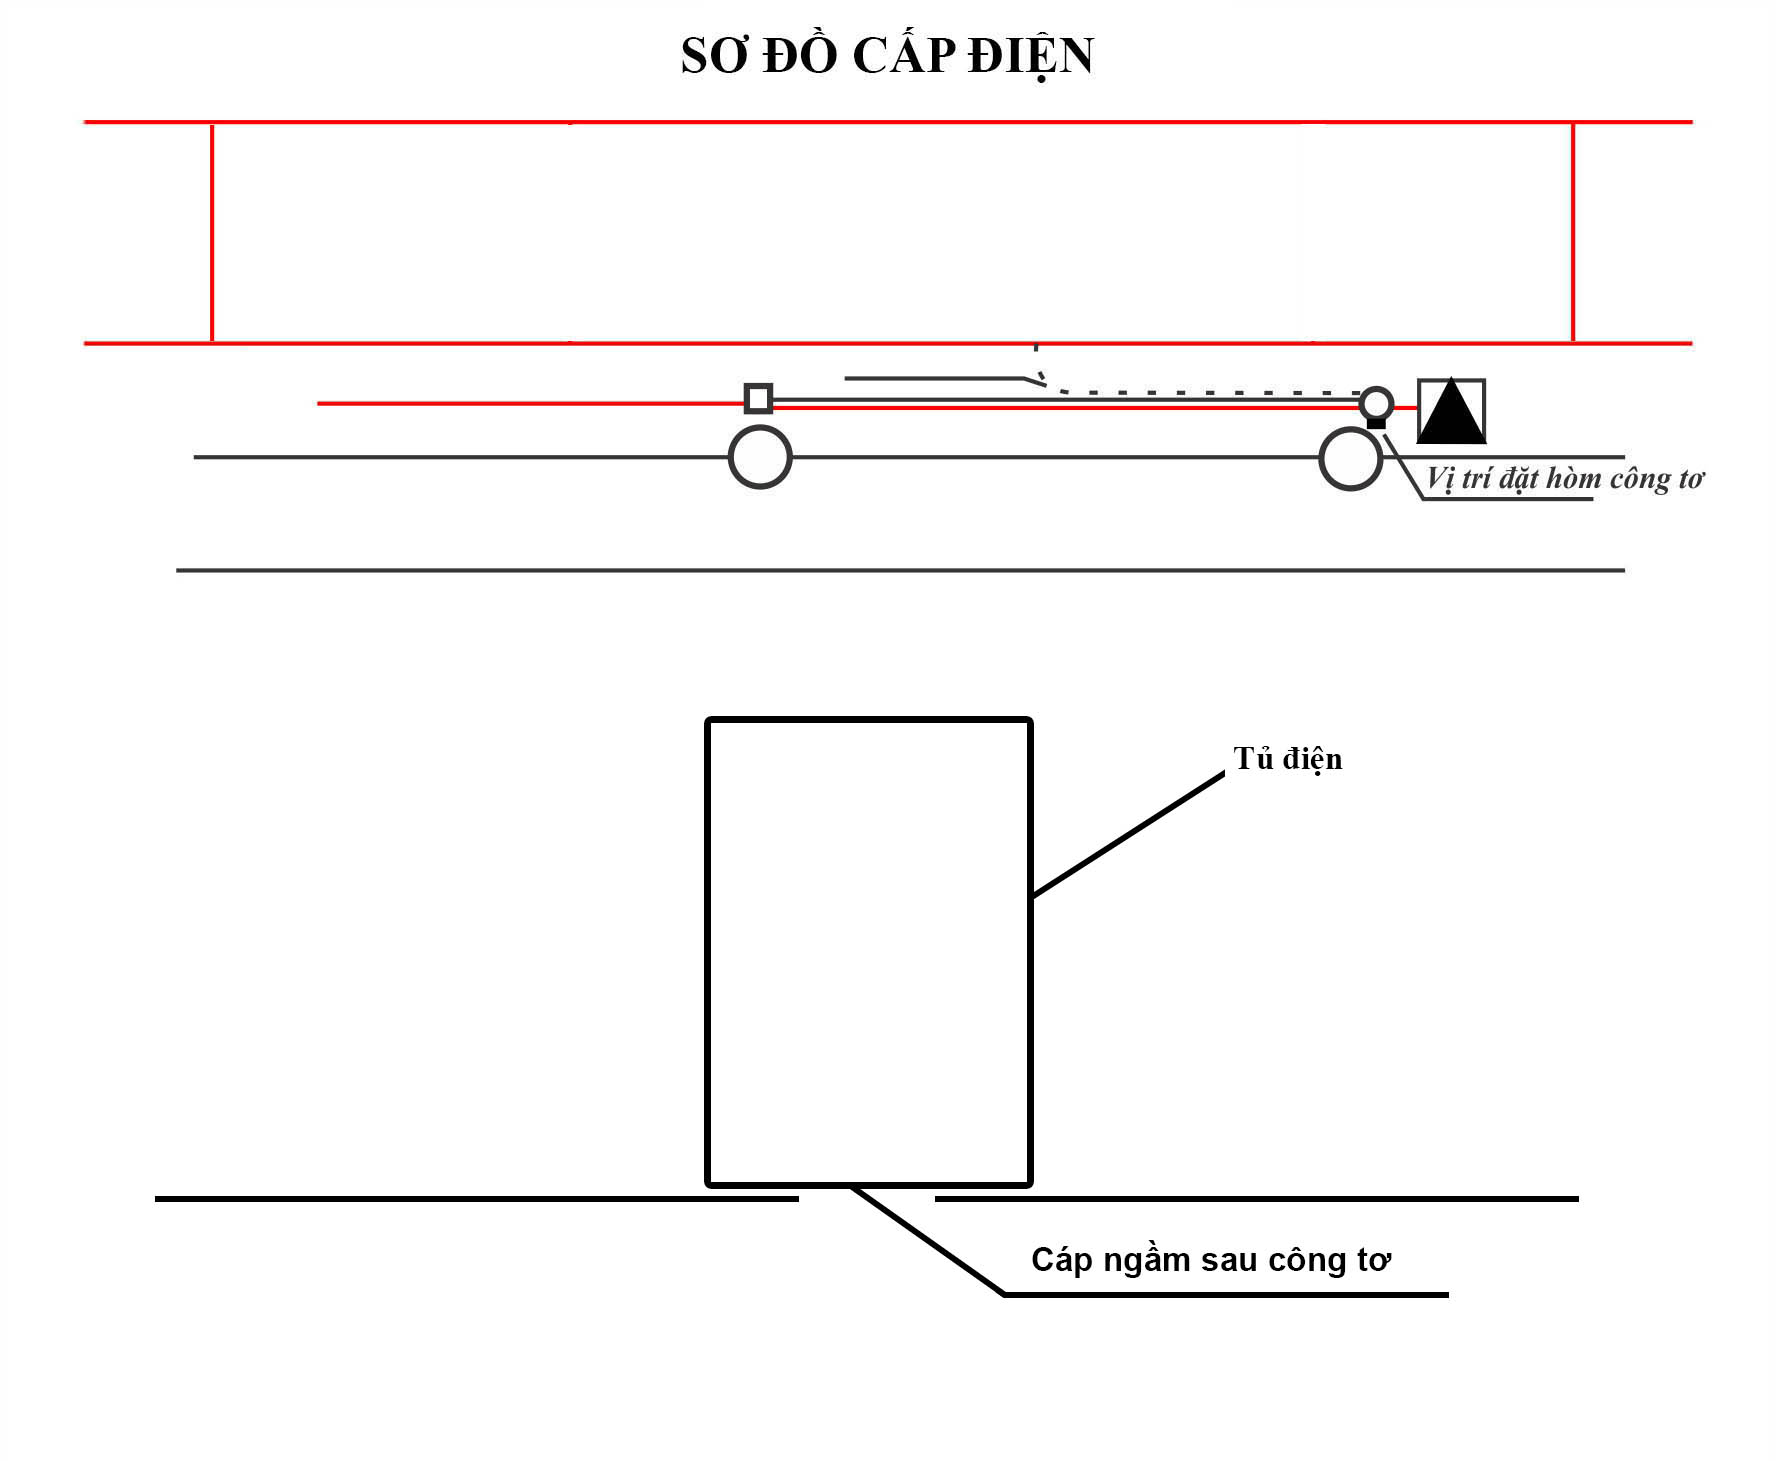 SƠ ĐỒ CẤP ĐIỆN
Vị trí đặt hòm công tơ
Tủ điện
Cáp ngầm sau công tơ